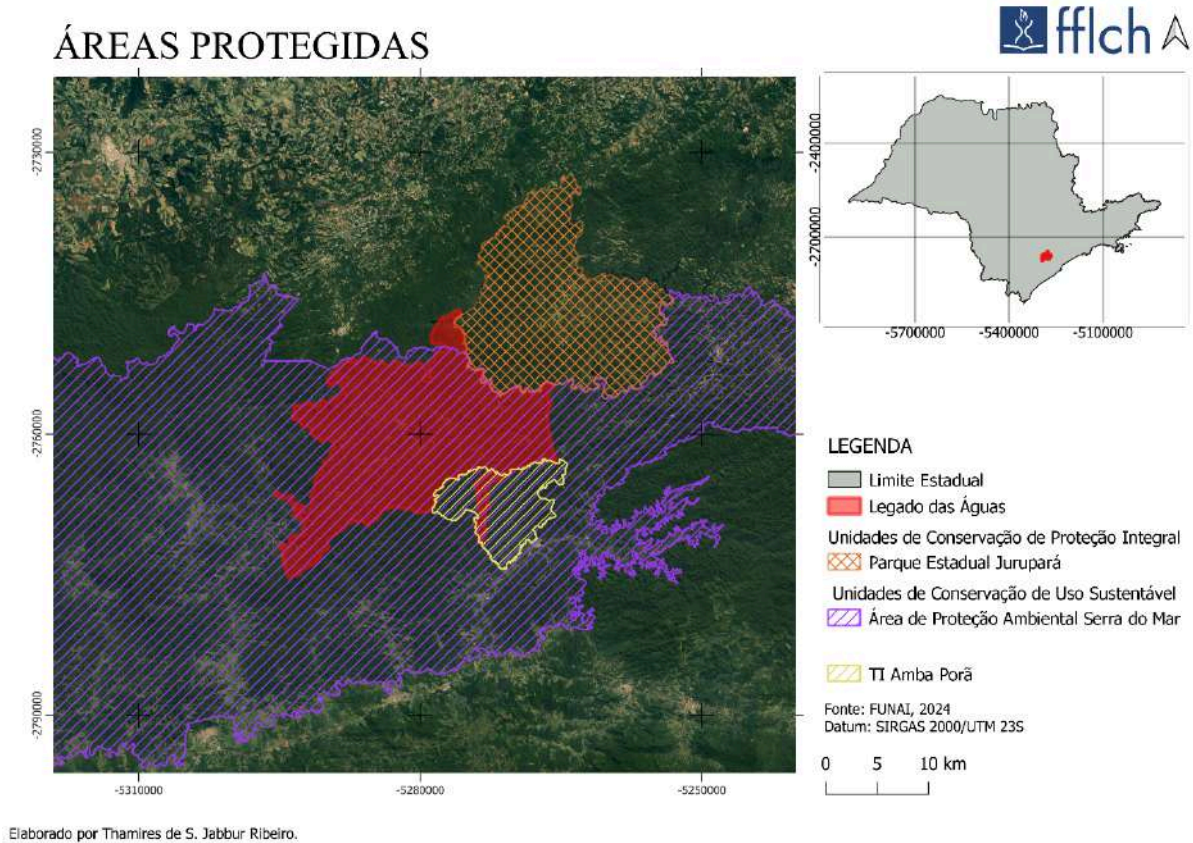 ÁREAS PROTEGIDAS
fflch
-2730000
-2760000
-2790000
-5310000
-5280000
-5250000
-2400000
-2700000
-5700000
-5400000
-5100000
LEGENDA
Limite Estadual
Legado das Águas
Unidades de Conservação de Proteção Integral
Parque Estadual Jurupará
Unidades de Conservação de Uso Sustentável
Área de Proteção Ambiental Serra do Mar
TI Amba Porã
Fonte: FUNAI, 2024
Datum: SIRGAS 2000/UTM 23S
0 5 10 km
Elaborado por Thamires de S. Jabbur Ribeiro.